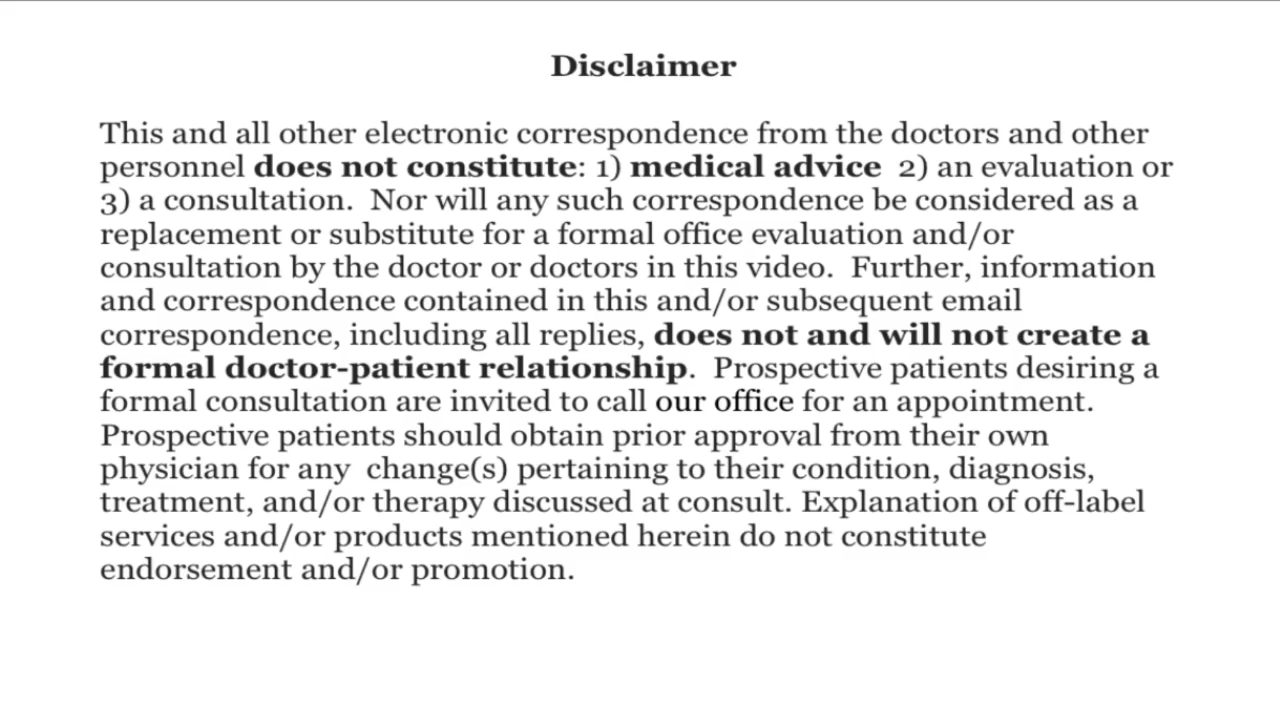 Disclaimer
This and all other electronic correspondence from the doctors and other
personnel does not constitute: 1) medical advice  2) an evaluation or
3) a consultation.  Nor will any such correspondence be considered as a
replacement or substitute for a formal office evaluation and/or
consultation by the doctor or doctors in this video.  Further, information
and correspondence contained in this and/or subsequent email
correspondence, including all replies, does not and will not create a
formal doctor-patient relationship.  Prospective patients desiring a
formal consultation are invited to call our office for an appointment.
Prospective patients should obtain prior approval from their own
physician for any  change(s) pertaining to their condition, diagnosis,
treatment, and/or therapy discussed at consult. Explanation of off-label
services and/or products mentioned herein do not constitute
endorsement and/or promotion.